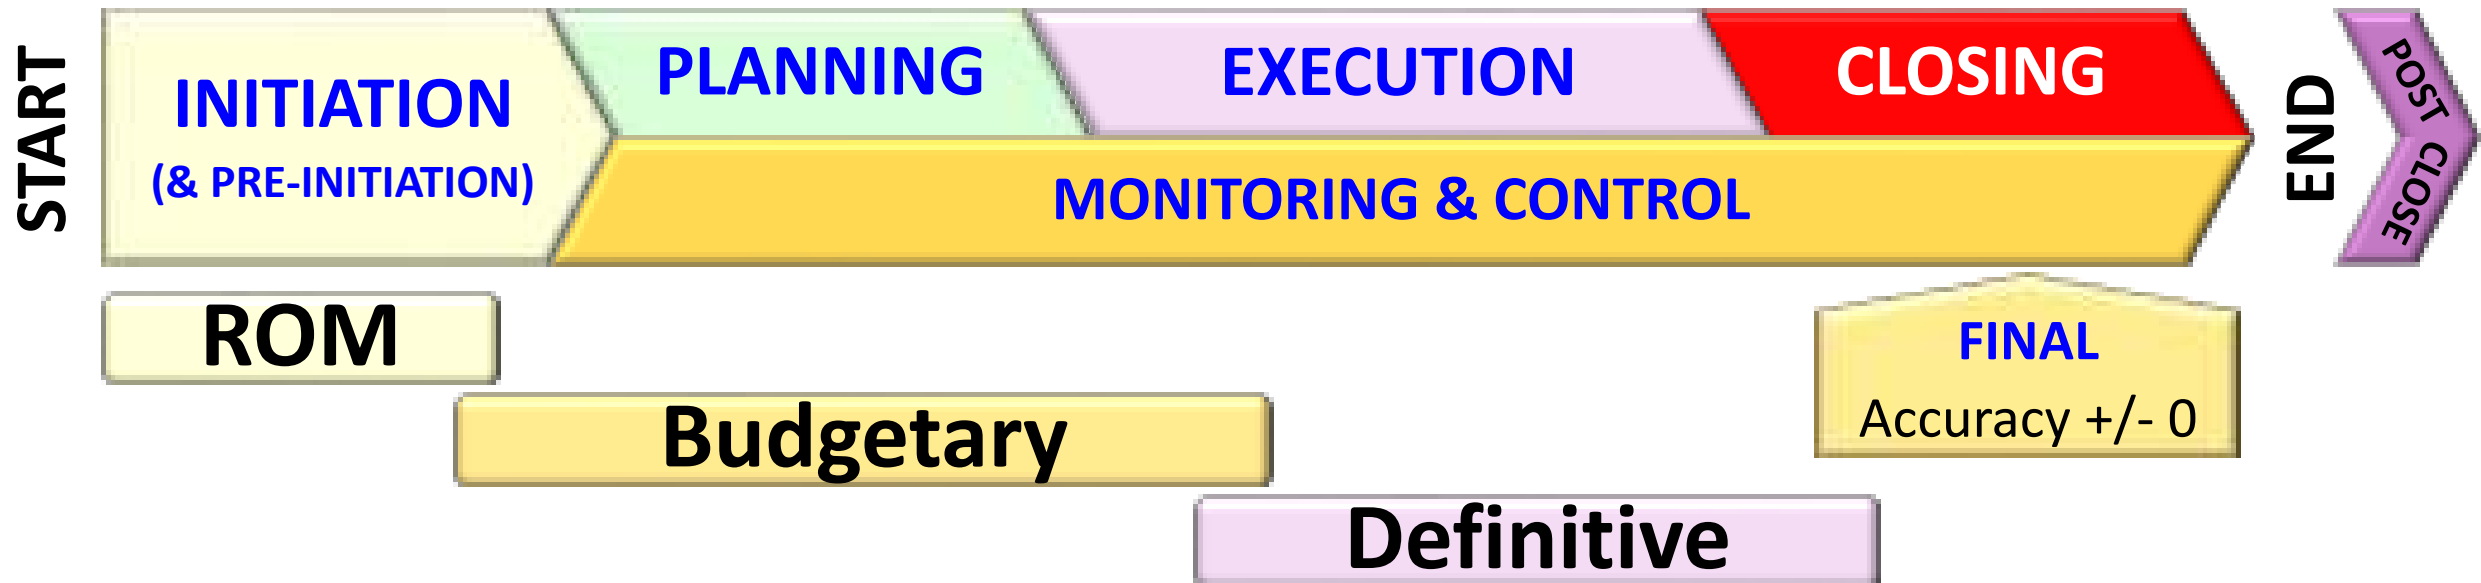 START
INITIATION
(& PRE-INITIATION)
PLANNING
EXECUTION
CLOSING
MONITORING & CONTROL
END
POST CLOSE
ROM
Budgetary
Definitive
FINAL
Accuracy +/- 0